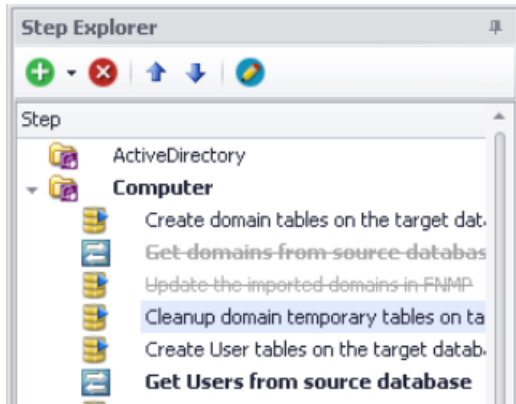 Step Explorer
Step
ActiveDirectory
Computer
Create domain tables on the target dat
Get domains from source databas
Update the imported domains in FNMP
Cleanup domain temporary tables on ta
Create User tables on the target datab
Get Users from source database